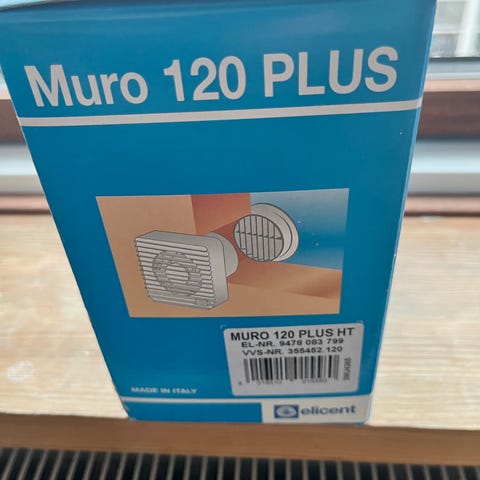 Muro 120 PLUS
MURO 120 PLUS HT
EL-NR. 9478 083 799
VVS-NR. 355452.120
MADE IN ITALY
elicent